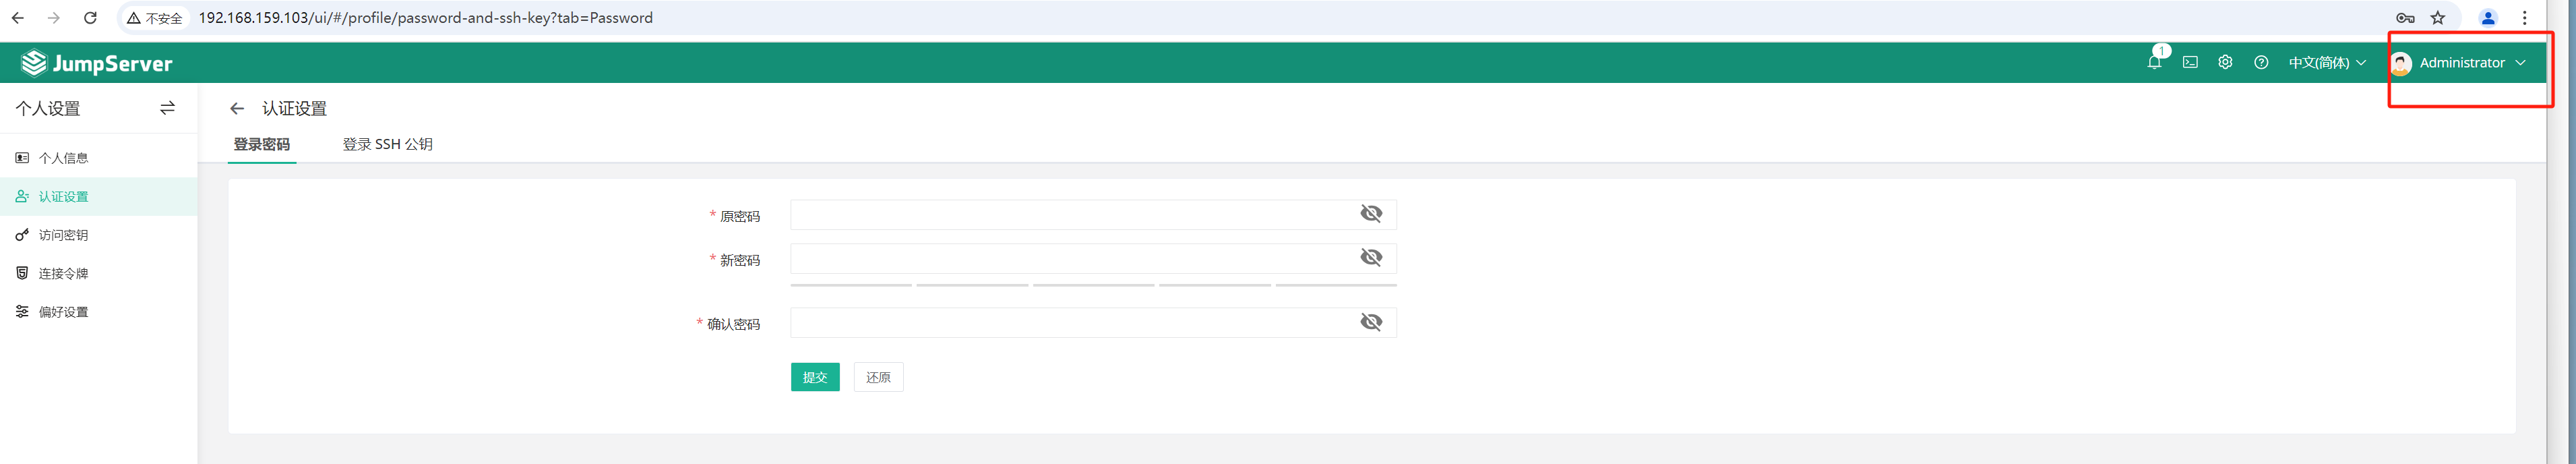 不安全 192.168.159.103/ui/#/profile/password-and-ssh-key?tab=Password
JumpServer 1 中文(简体) Administrator
个人设置
认证设置
登录密码 登录 SSH 公钥
个人信息
认证设置
访问密钥
连接令牌
偏好设置
* 原密码
* 新密码
* 确认密码
提交 还原